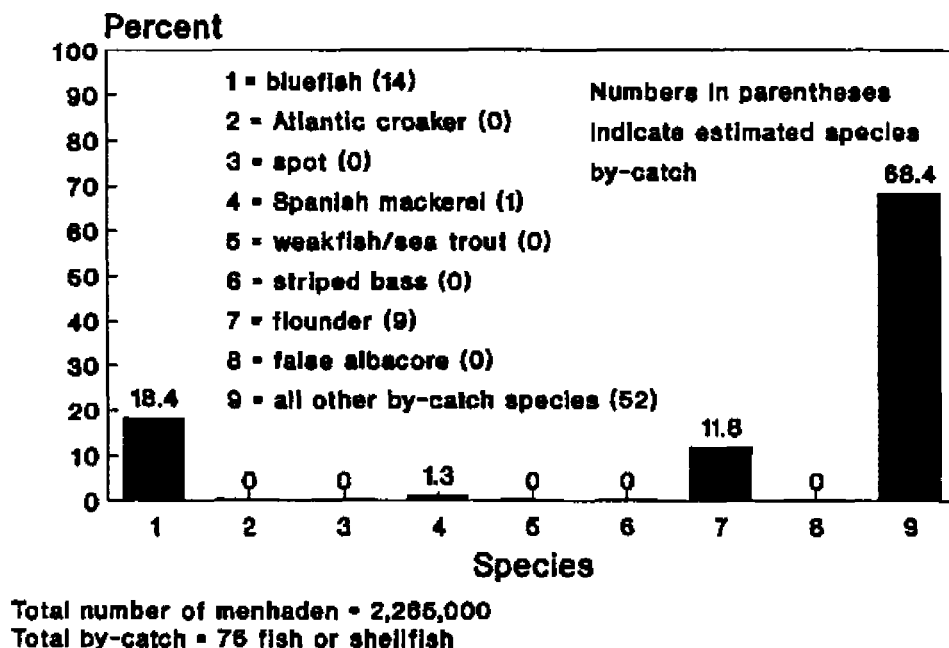 Percent
100
90
80
70
60
50
40
30
20
10
0
1 = bluefish (14)
2 = Atlantic croaker (0)
3 = spot (0)
4 = Spanish mackerel (1)
5 = weakfish/sea trout (0)
6 = striped bass (0)
7 = flounder (9)
8 = false albacore (0)
9 = all other by-catch species (52)
Numbers in parentheses
indicate estimated species
by-catch
18.4 0 0 1.3 0 0 11.8 0 68.4
1 2 3 4 5 6 7 8 9
Species
Total number of menhaden = 2,265,000
Total by-catch = 76 fish or shellfish